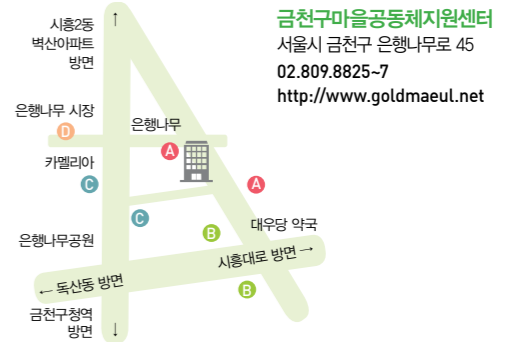 금천구마을공동체지원센터
서울시 금천구 은행나무로 45
02.809.8825~7
http://www.goldmaeul.net
시흥2동
벽산아파트
방면
↑
은행나무 시장
D
은행나무
A
카멜리아
C
A
C
대우당 약국
B
은행나무공원
시흥대로 방면 →
← 독산동 방면
B
금천구청역
방면
↓